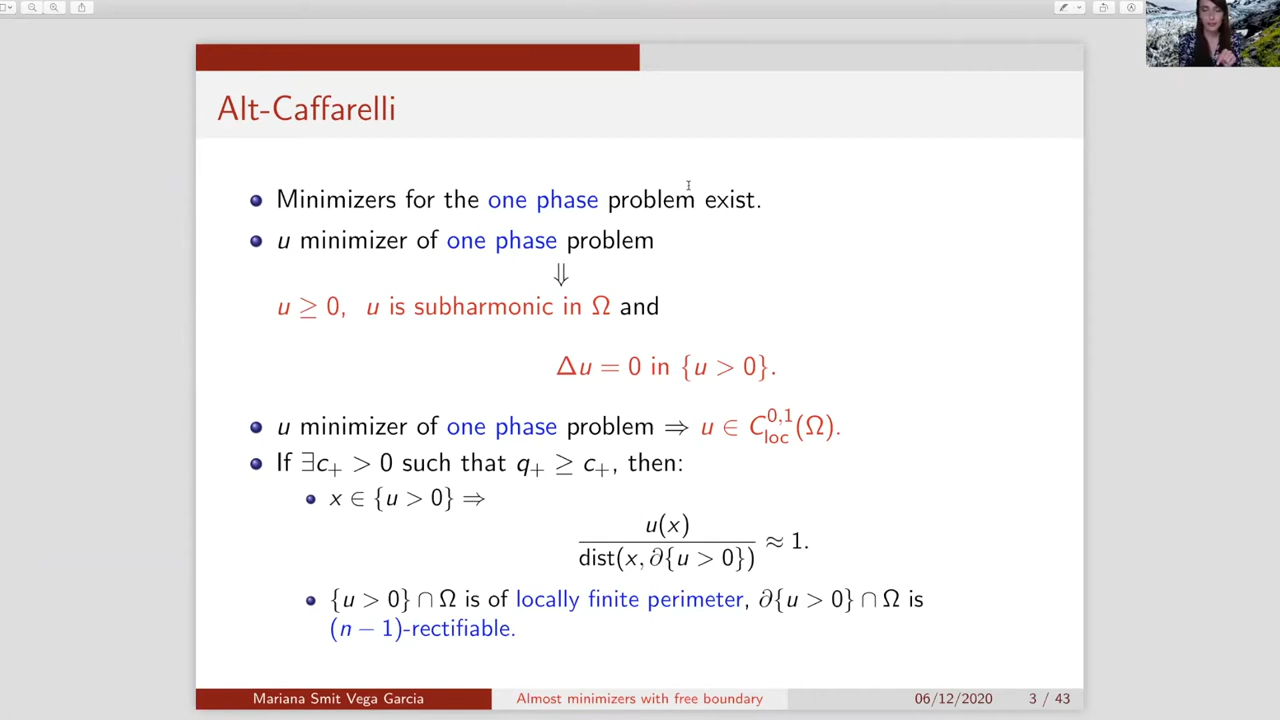 Alt-Caffarelli
Minimizers for the one phase problem exist.
u minimizer of one phase problem
⇓
u ≥ 0, u is subharmonic in Ω and
Δu = 0 in {u > 0}.
u minimizer of one phase problem ⇒ u ∈ C^{0,1}_{loc}(Ω).
If ∃c₊ > 0 such that q₊ ≥ c₊, then:
x ∈ {u > 0} ⇒
u(x)
dist(x, ∂{u > 0})
≈ 1.
{u > 0} ∩ Ω is of locally finite perimeter, ∂{u > 0} ∩ Ω is
(n − 1)-rectifiable.
Mariana Smit Vega Garcia Almost minimizers with free boundary 06/12/2020 3 / 43